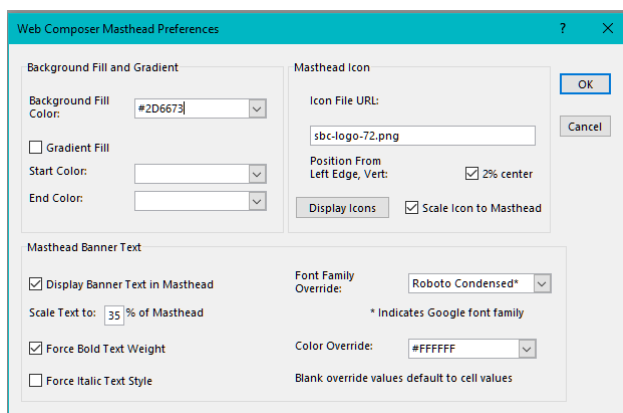 Web Composer Masthead Preferences
?
Background Fill and Gradient
Background Fill
Color:
#2D6673
Gradient Fill
Start Color:
End Color:
Masthead Icon
Icon File URL:
sbc-logo-72.png
Position From
Left Edge, Vert:
2% center
Display Icons
Scale Icon to Masthead
OK
Cancel
Masthead Banner Text
Display Banner Text in Masthead
Scale Text to: 35 % of Masthead
Force Bold Text Weight
Force Italic Text Style
Font Family
Override:
Roboto Condensed*
* Indicates Google font family
Color Override:
#FFFFFF
Blank override values default to cell values